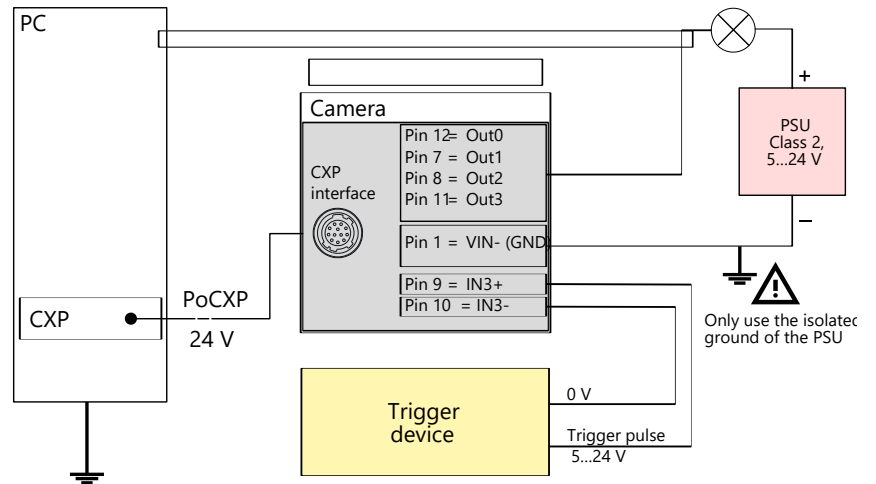 PC
+
PSU
Class 2,
5...24 V
–
Camera
Pin 12= Out0
Pin 7 = Out1
Pin 8 = Out2
Pin 11= Out3
CXP
interface
Pin 1 = VIN- (GND)
Pin 9 = IN3+
Pin 10 = IN3-
PoCXP
24 V
CXP
Only use the isolated
ground of the PSU
Trigger
device
0 V
Trigger pulse
5...24 V